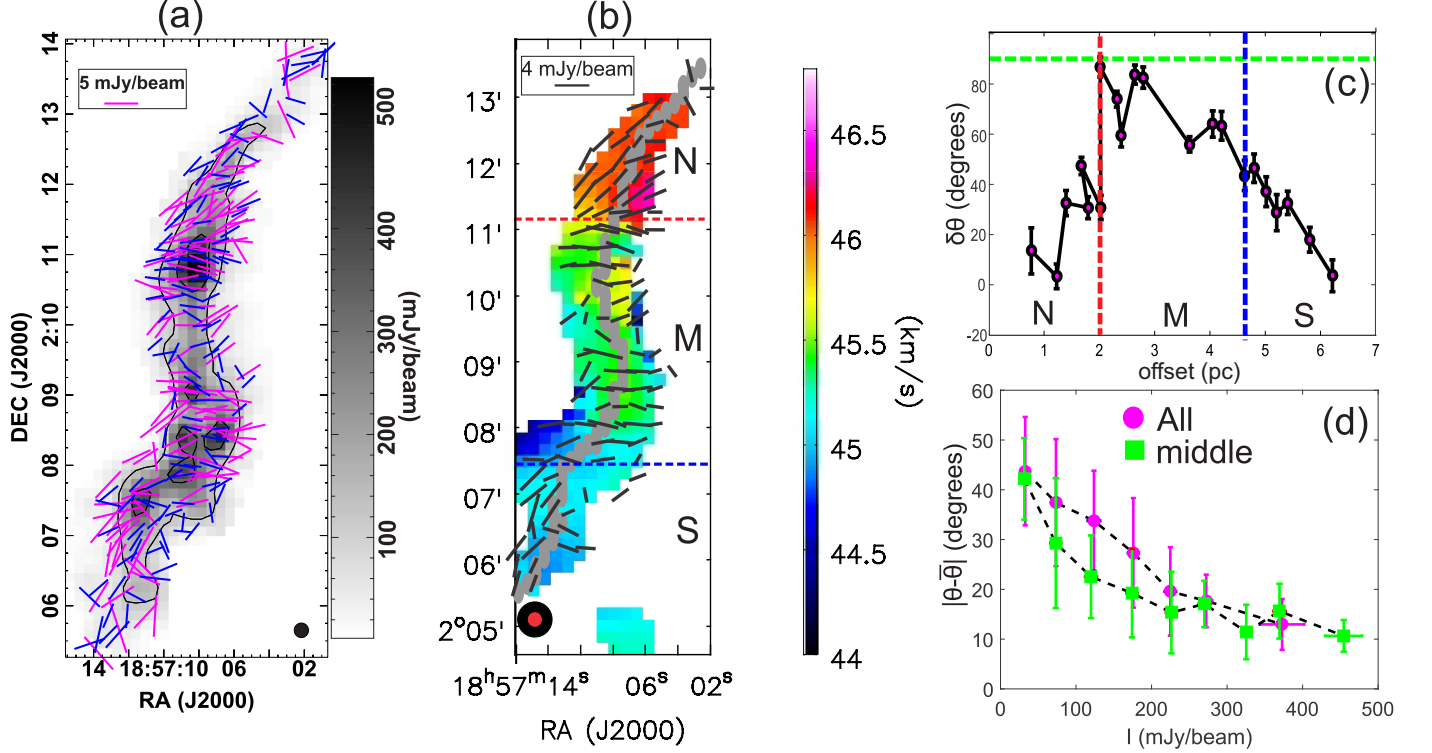 (a)
5 mJy/beam
14
13
12
11
2:10
09
08
07
06
DEC (J2000)
14
18:57:10
06
02
RA (J2000)
500
400
300
200
100
(mJy/beam)
(b)
4 mJy/beam
13'
12'
11'
10'
09'
08'
07'
06'
2°05'
N
M
S
18ʰ57ᵐ14ˢ
06ˢ
02ˢ
RA (J2000)
46.5
46
45.5
45
44.5
44
(km/s)
(c)
80
60
40
20
0
-20
δθ (degrees)
N
M
S
0
1
2
3
4
5
6
7
offset (pc)
(d)
All
middle
60
50
40
30
20
10
0
|θ-θ̅| (degrees)
0
100
200
300
400
500
I (mJy/beam)